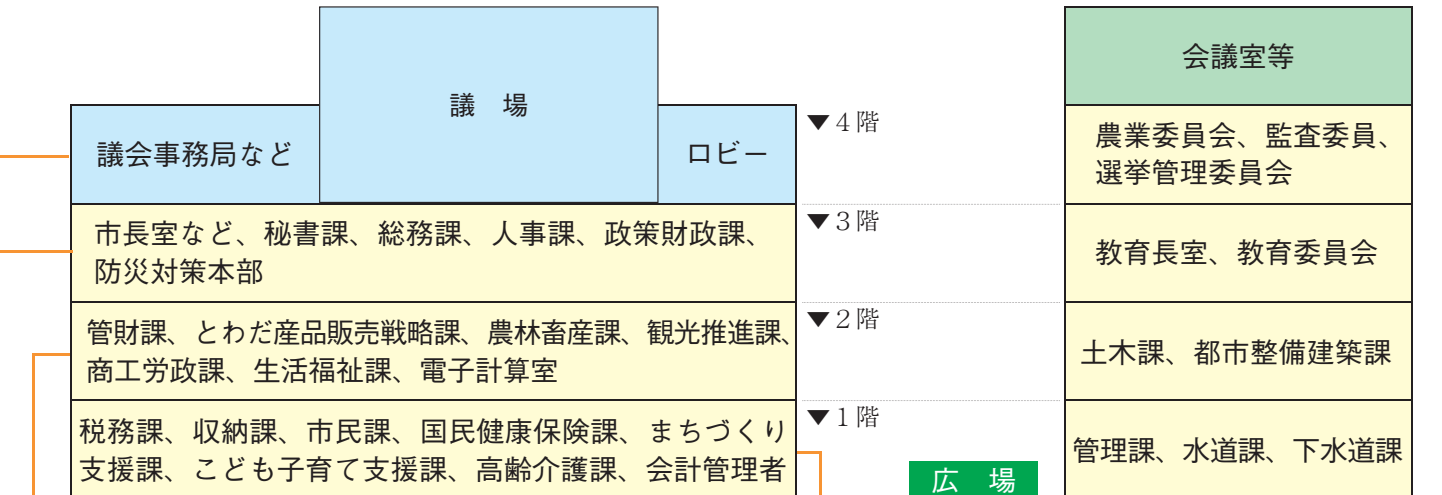 議　場
議会事務局など
ロビー
市長室など、秘書課、総務課、人事課、政策財政課、
防災対策本部
管財課、とわだ産品販売戦略課、農林畜産課、観光推進課、
商工労政課、生活福祉課、電子計算室
税務課、収納課、市民課、国民健康保険課、まちづくり
支援課、こども子育て支援課、高齢介護課、会計管理者
▼4階
▼3階
▼2階
▼1階
広　場
会議室等
農業委員会、監査委員、
選挙管理委員会
教育長室、教育委員会
土木課、都市整備建築課
管理課、水道課、下水道課